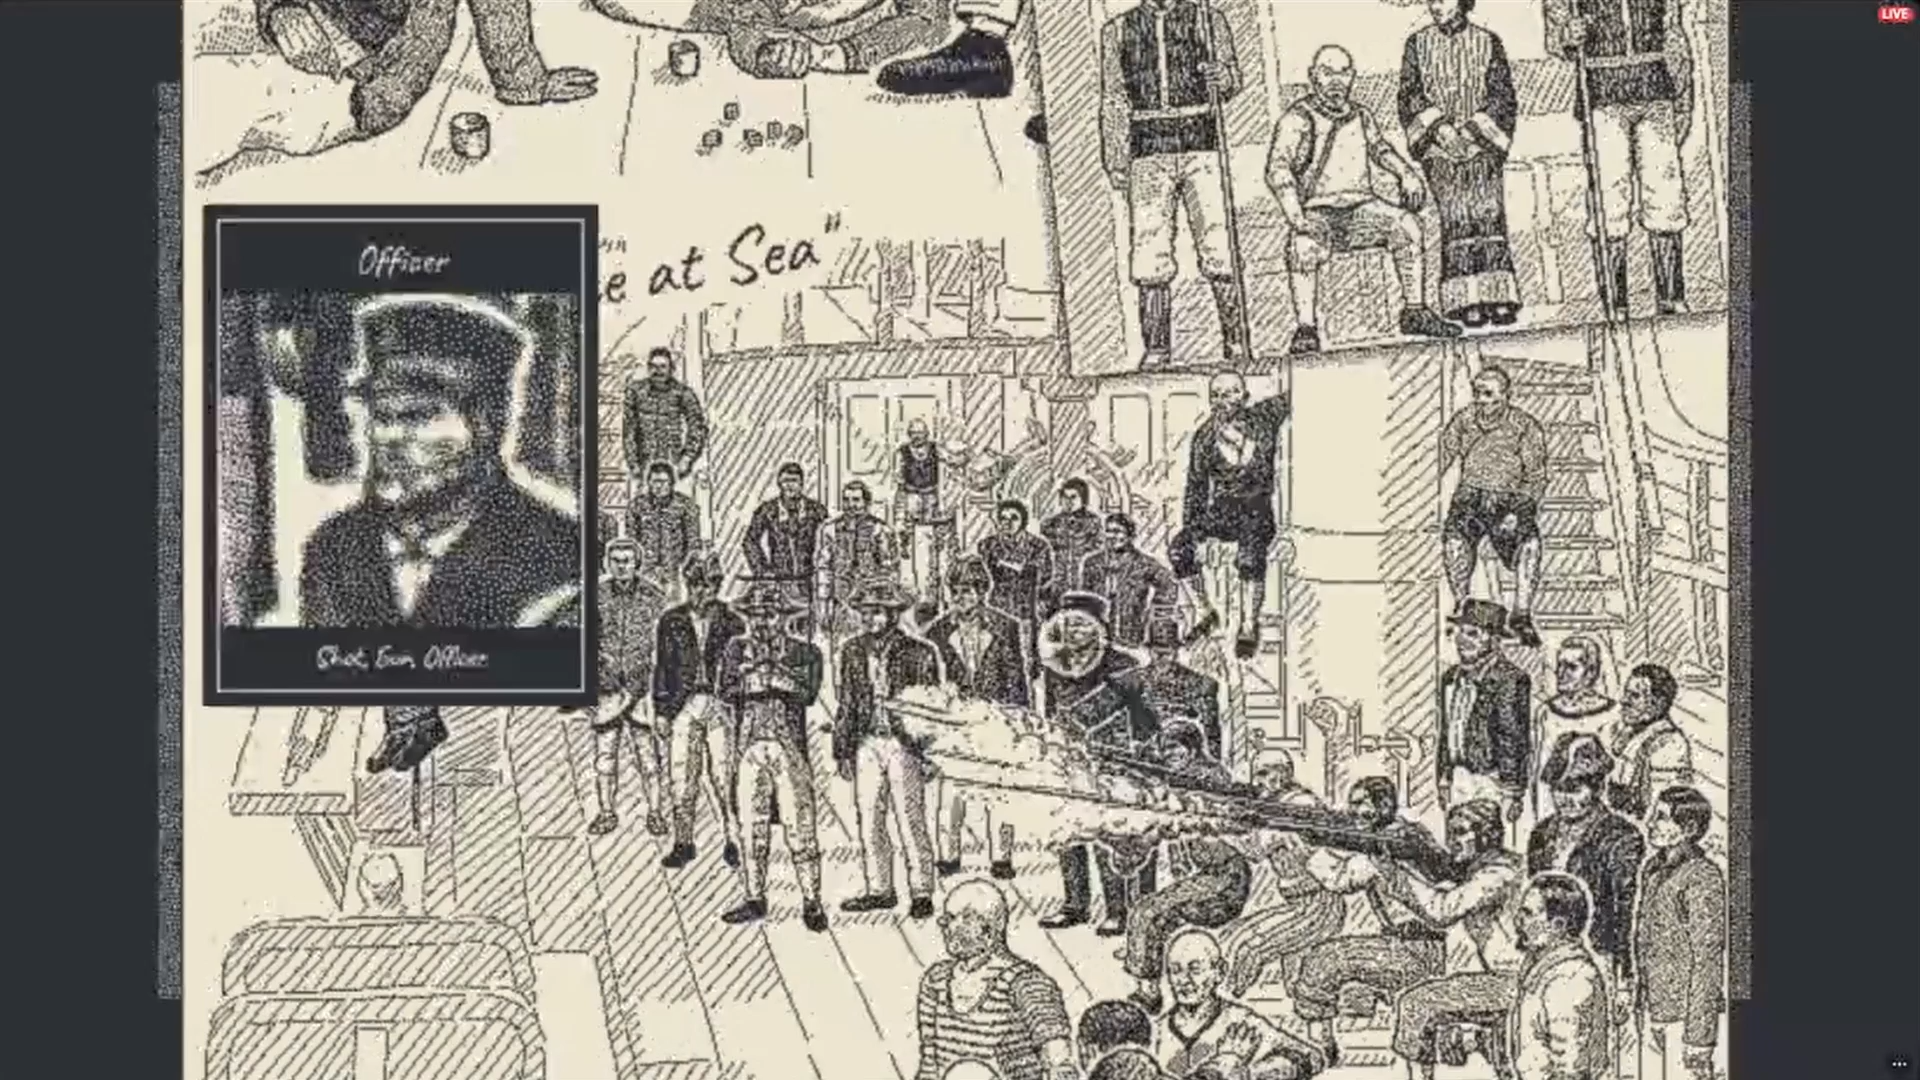 LIVE
Officer
e at Sea"
Shot, Gun, Officer